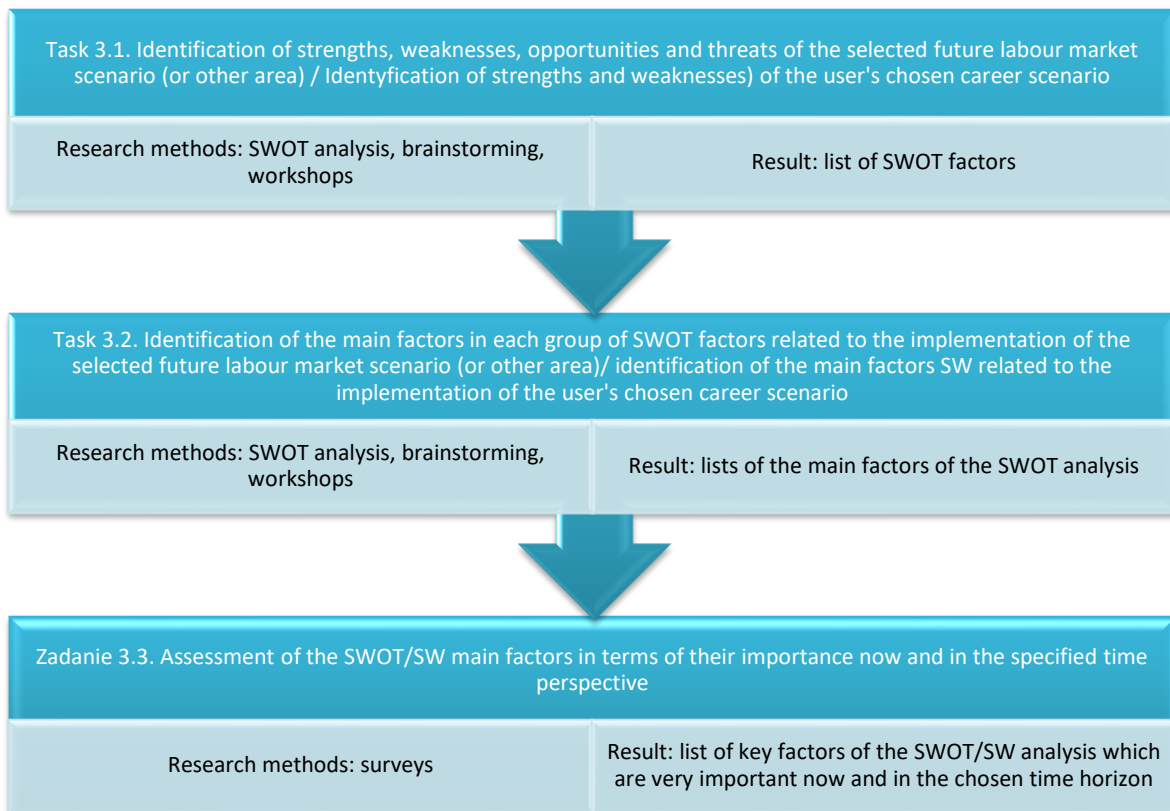 Task 3.1. Identification of strengths, weaknesses, opportunities and threats of the selected future labour market
scenario (or other area) / Identyfication of strengths and weaknesses) of the user's chosen career scenario
Research methods: SWOT analysis, brainstorming,
workshops
Result: list of SWOT factors
Task 3.2. Identification of the main factors in each group of SWOT factors related to the implementation of the
selected future labour market scenario (or other area)/ identification of the main factors SW related to the
implementation of the user's chosen career scenario
Research methods: SWOT analysis, brainstorming,
workshops
Result: lists of the main factors of the SWOT analysis
Zadanie 3.3. Assessment of the SWOT/SW main factors in terms of their importance now and in the specified time
perspective
Research methods: surveys
Result: list of key factors of the SWOT/SW analysis which
are very important now and in the chosen time horizon